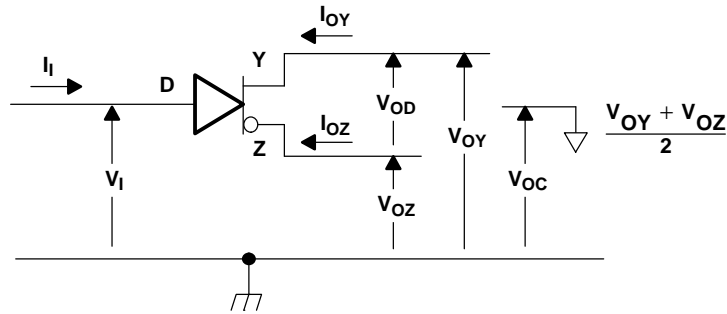 I_OY
I_I
D
Y
I_OZ
Z
V_OD
V_OY
V_OY + V_OZ
2
V_I
V_OZ
V_OC